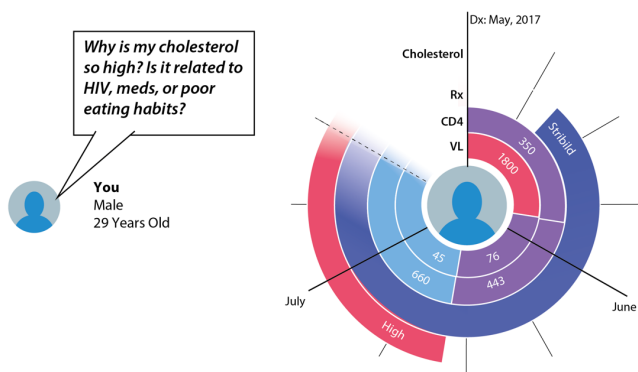 Why is my cholesterol
so high? Is it related to
HIV, meds, or poor
eating habits?
You
Male
29 Years Old
Dx: May, 2017
Cholesterol
Rx
CD4
VL
Stribild
350
1800
45
76
660
443
July
June
High